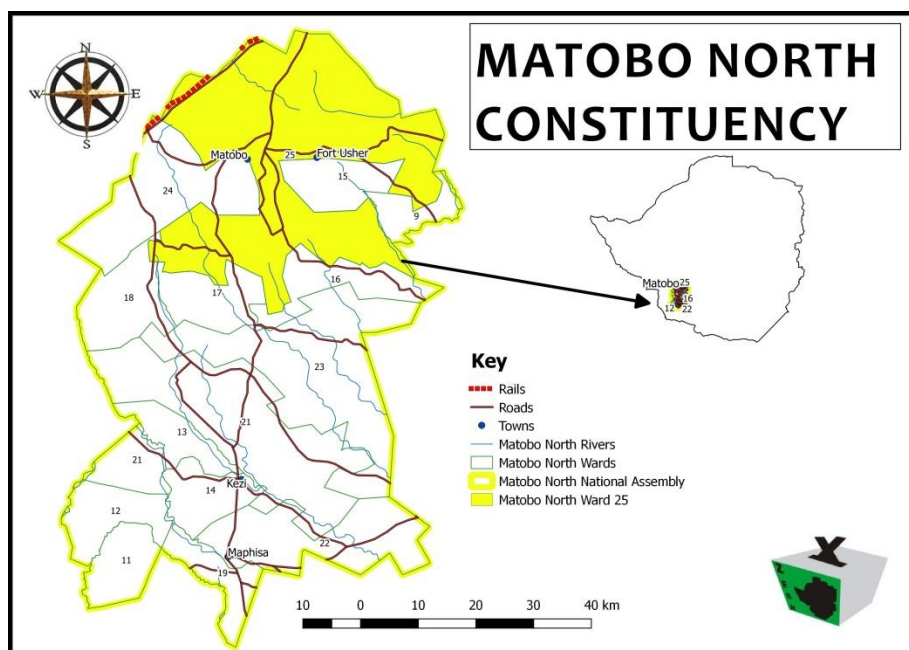 MATOBO NORTH
CONSTITUENCY
N
W
E
S
Matobo
25
Fort Usher
15
24
9
18
17
16
23
21
13
21
14
Kezi
12
22
11
Maphisa
19
Matobo
25
16
12
22
Key
Rails
Roads
Towns
Matobo North Rivers
Matobo North Wards
Matobo North National Assembly
Matobo North Ward 25
10 0 10 20 30 40 km